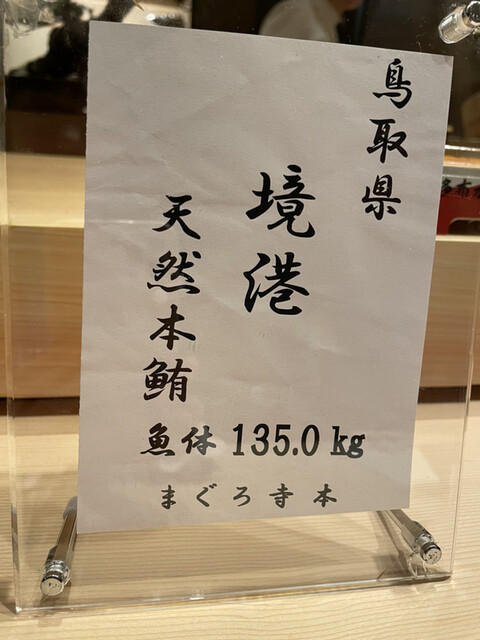 鳥取県
境港
天然本鮪
魚体 135.0 kg
まぐろ寺本